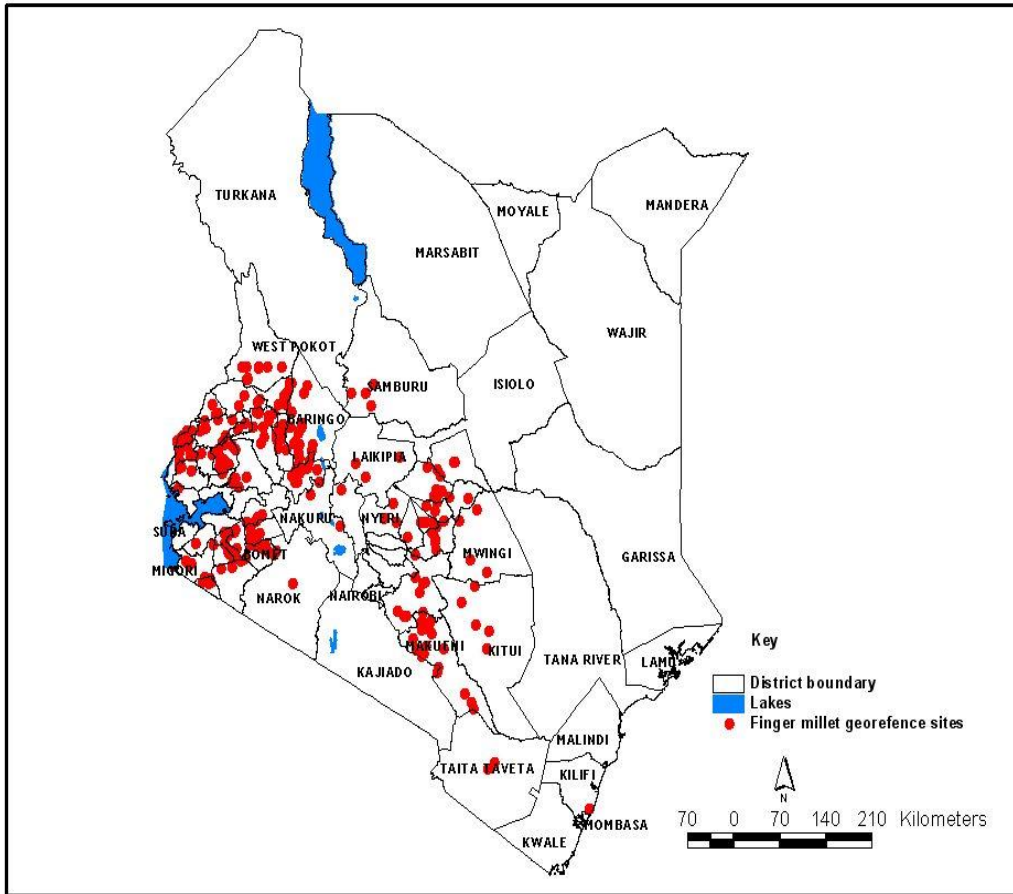 TURKANA
MOYALE
MANDERA
MARSABIT
WAJIR
WEST POKOT
SAMBURU
ISIOLO
BARINGO
LAIKIPIA
NAKURU
NYERI
SUBA
BOMET
MWINGI
GARISSA
MIGORI
NAROK
NAIROBI
MAKUENI
KITUI
TANA RIVER
LAMU
KAJIADO
Key
District boundary
Lakes
Finger millet georefence sites
MALINDI
TAITA TAVETA
KILIFI
N
MOMBASA
KWALE
70 0 70 140 210 Kilometers